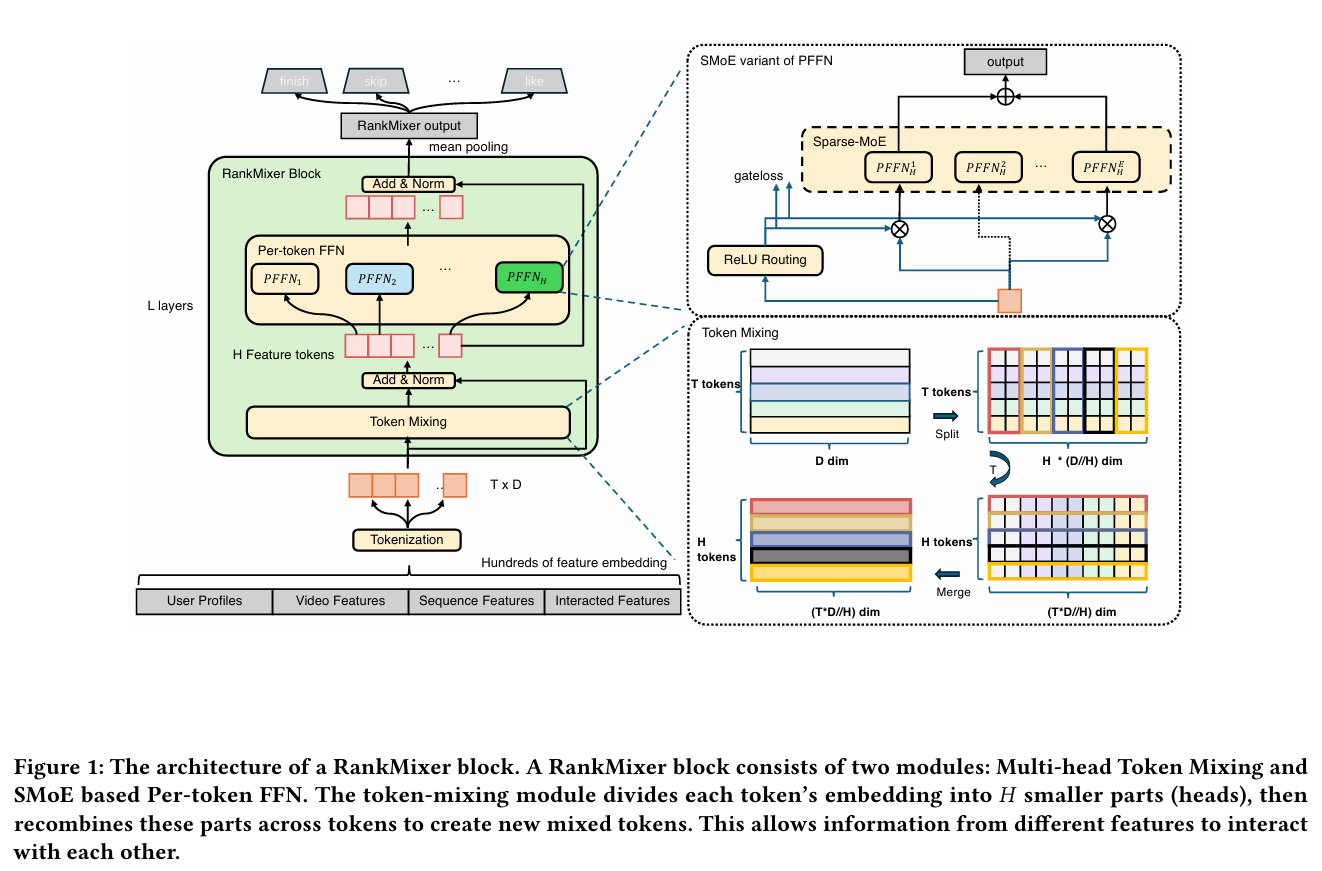 finish
skip
...
like
RankMixer output
mean pooling
RankMixer Block
Add & Norm
...
Per-token FFN
PFFN_1
PFFN_2
...
PFFN_H
L layers
H Feature tokens
...
Add & Norm
Token Mixing
..
T x D
Tokenization
Hundreds of feature embedding
User Profiles
Video Features
Sequence Features
Interacted Features
SMoE variant of PFFN
output
Sparse-MoE
PFFN_H^1
PFFN_H^2
...
PFFN_H^E
gateloss
ReLU Routing
Token Mixing
T tokens
D dim
Split
T tokens
H * (D//H) dim
T
H tokens
(T*D//H) dim
Merge
H
tokens
(T*D//H) dim
Figure 1: The architecture of a RankMixer block. A RankMixer block consists of two modules: Multi-head Token Mixing and
SMoE based Per-token FFN. The token-mixing module divides each token's embedding into H smaller parts (heads), then
recombines these parts across tokens to create new mixed tokens. This allows information from different features to interact
with each other.